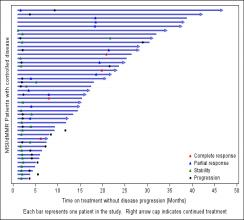 MSI/dMMR Patients with controlled disease
Complete response
Partial response
Stability
Progression
0 5 10 15 20 25 30 35 40 45 50
Time on treatment without disease progression (Months)
Each bar represents one patient in the study. Right arrow cap indicates continued treatment